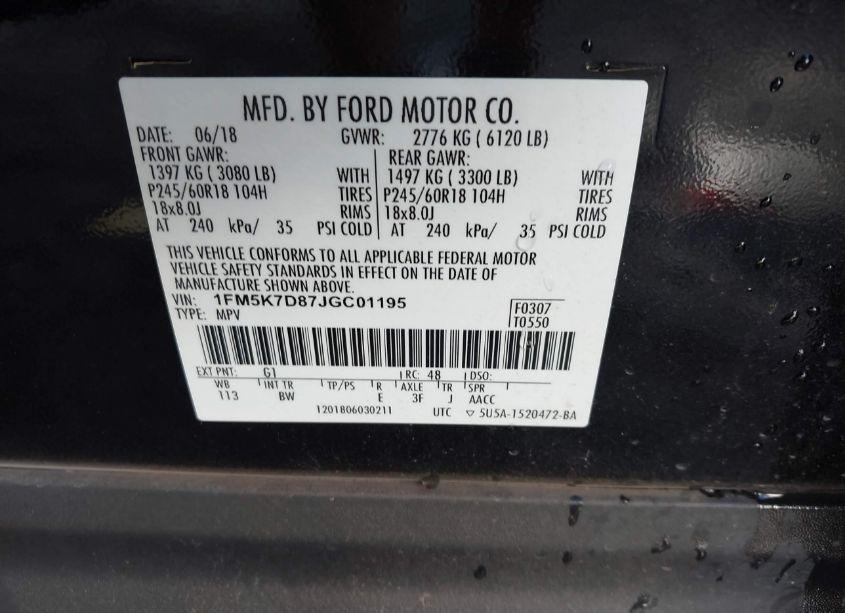 MFD. BY FORD MOTOR CO.
DATE: 06/18 GVWR: 2776 KG ( 6120 LB)
FRONT GAWR: REAR GAWR:
1397 KG ( 3080 LB) WITH 1497 KG ( 3300 LB) WITH
P245/60R18 104H TIRES P245/60R18 104H TIRES
18x8.0J RIMS 18x8.0J RIMS
AT 240 kPa/ 35 PSI COLD AT 240 kPa/ 35 PSI COLD
THIS VEHICLE CONFORMS TO ALL APPLICABLE FEDERAL MOTOR
VEHICLE SAFETY STANDARDS IN EFFECT ON THE DATE OF
MANUFACTURE SHOWN ABOVE.
VIN: 1FM5K7D87JGC01195 F0307
TYPE: MPV T0550
EXT PNT: G1 RC: 48 DSO:
WB INT TR TP/PS R AXLE TR SPR
113 BW E 3F J AACC
1201806030211 UTC ▽ 5U5A-1520472-BA